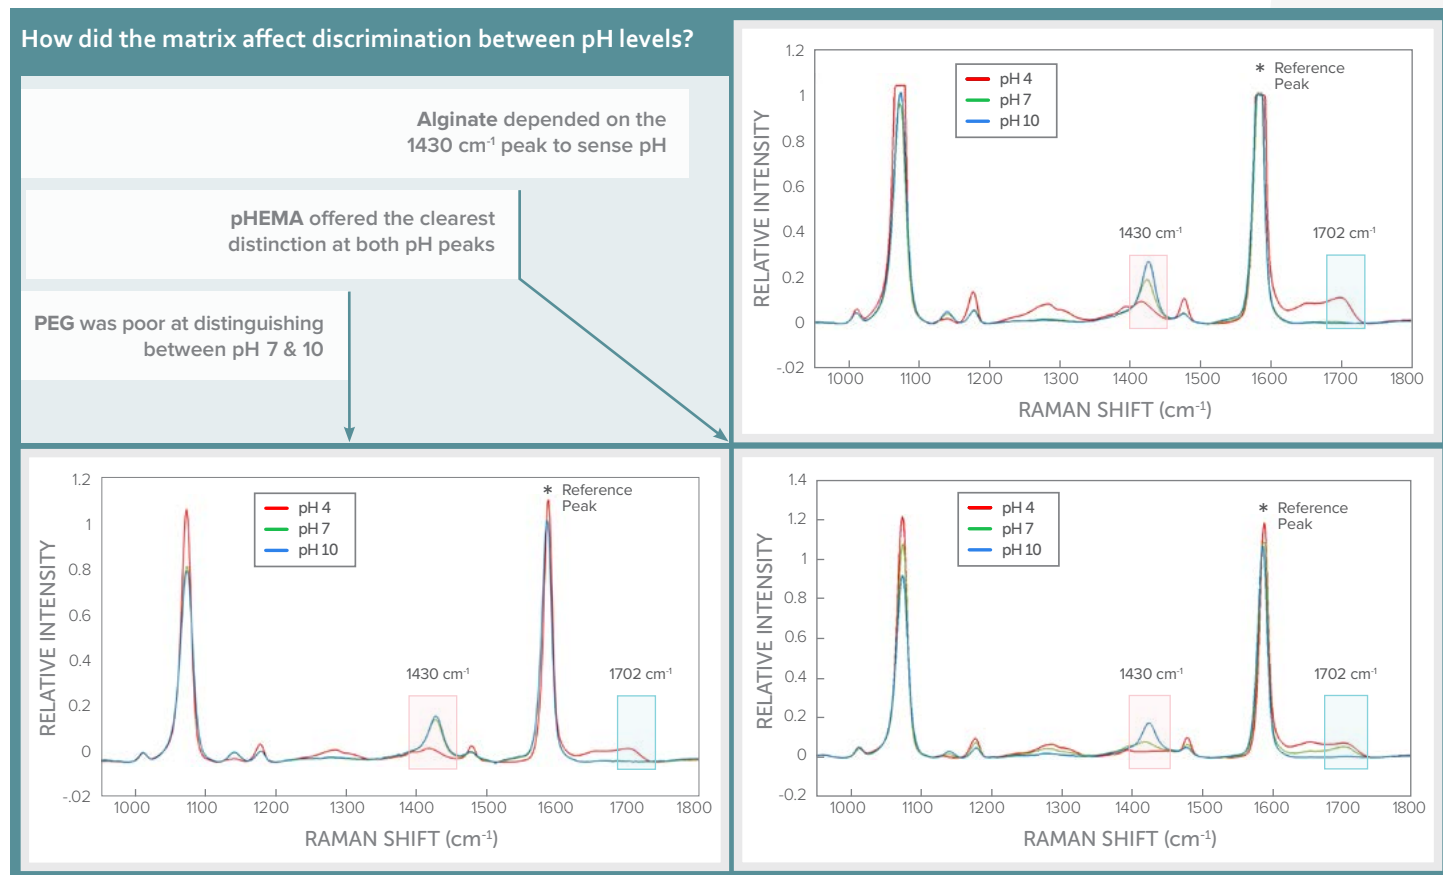 How did the matrix affect discrimination between pH levels?
Alginate depended on the
1430 cm⁻¹ peak to sense pH
pHEMA offered the clearest
distinction at both pH peaks
PEG was poor at distinguishing
between pH 7 & 10
1.2
1
0.8
0.6
0.4
0.2
0
-.02
RELATIVE INTENSITY
pH 4
pH 7
pH 10
* Reference
Peak
1430 cm⁻¹
1702 cm⁻¹
1000 1100 1200 1300 1400 1500 1600 1700 1800
RAMAN SHIFT (cm⁻¹)
1.2
1
0.8
0.6
0.4
0.2
0
-.02
RELATIVE INTENSITY
pH 4
pH 7
pH 10
* Reference
Peak
1430 cm⁻¹
1702 cm⁻¹
1000 1100 1200 1300 1400 1500 1600 1700 1800
RAMAN SHIFT (cm⁻¹)
1.4
1.2
1
0.8
0.6
0.4
0.2
0
-0.2
RELATIVE INTENSITY
pH 4
pH 7
pH 10
* Reference
Peak
1430 cm⁻¹
1702 cm⁻¹
1000 1100 1200 1300 1400 1500 1600 1700 1800
RAMAN SHIFT (cm⁻¹)